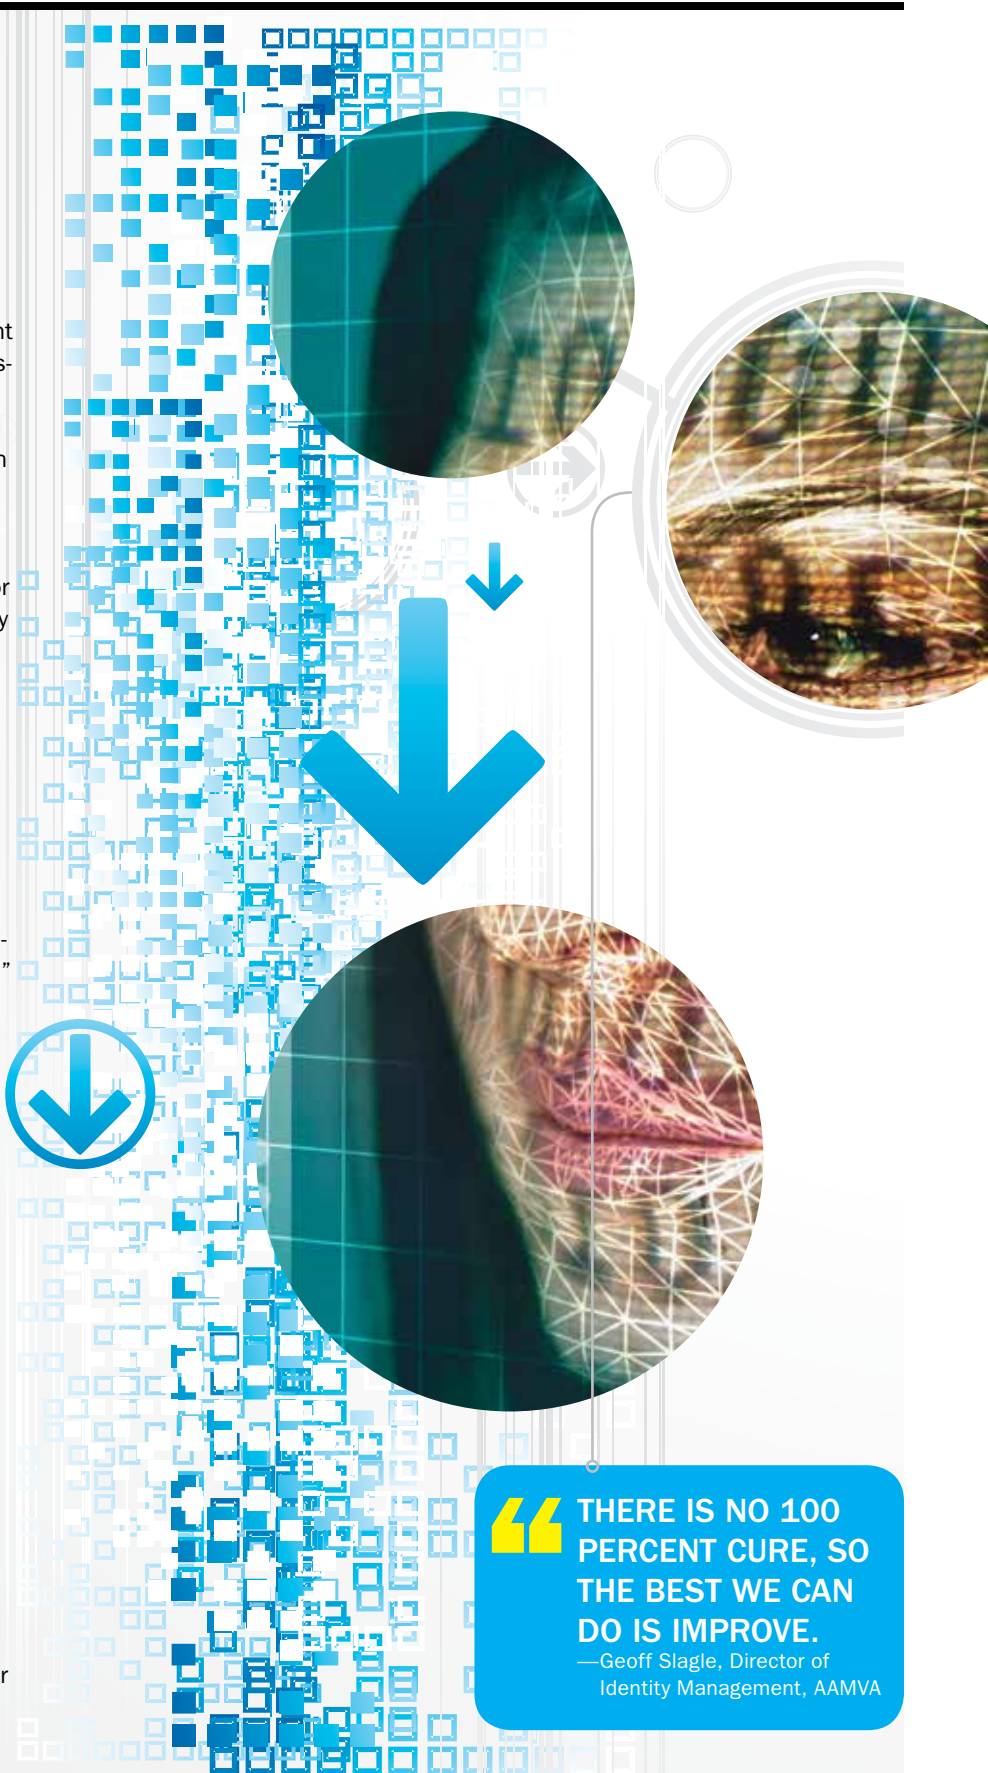 THERE IS NO 100
PERCENT CURE, SO
THE BEST WE CAN
DO IS IMPROVE.
—Geoff Slagle, Director of
Identity Management, AAMVA